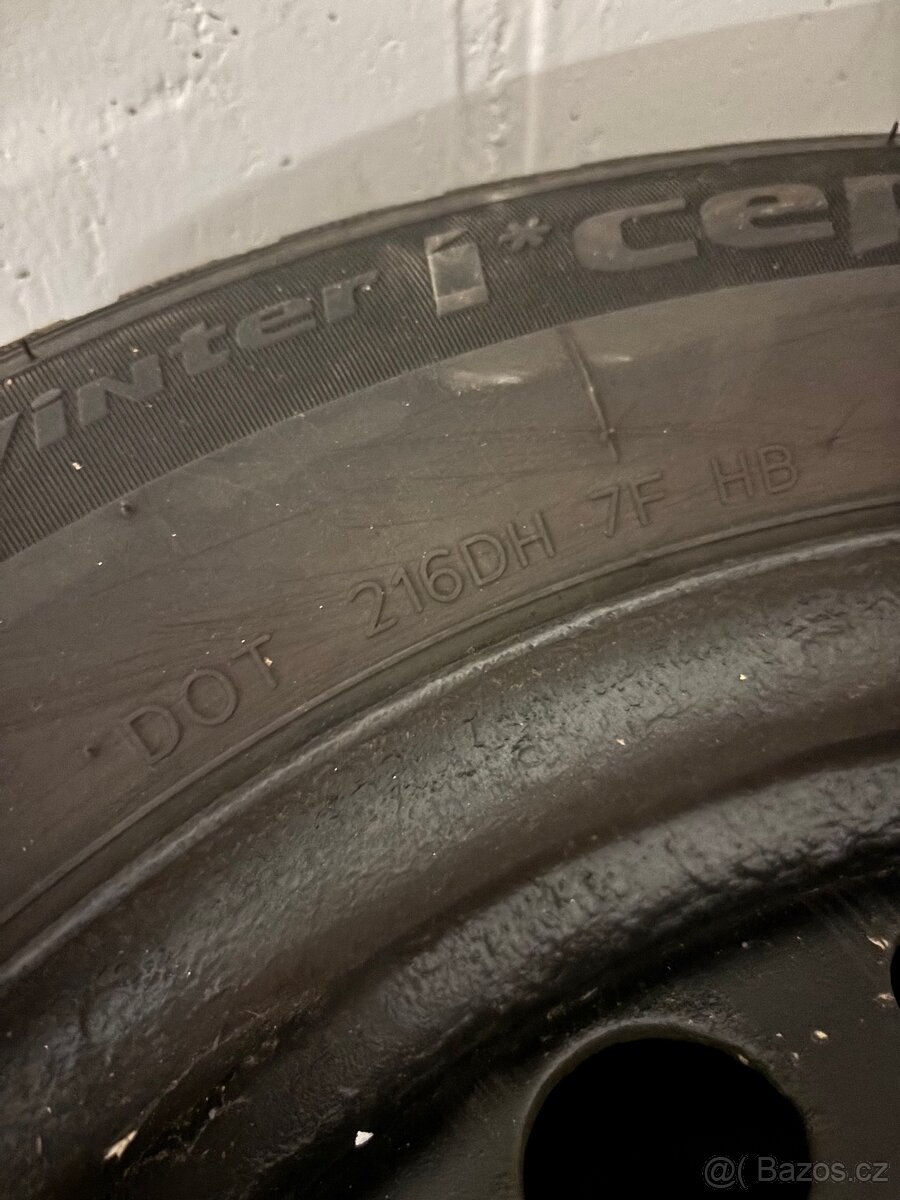 Winter i*cep
DOT 216DH 7F HB
@( Bazos.cz